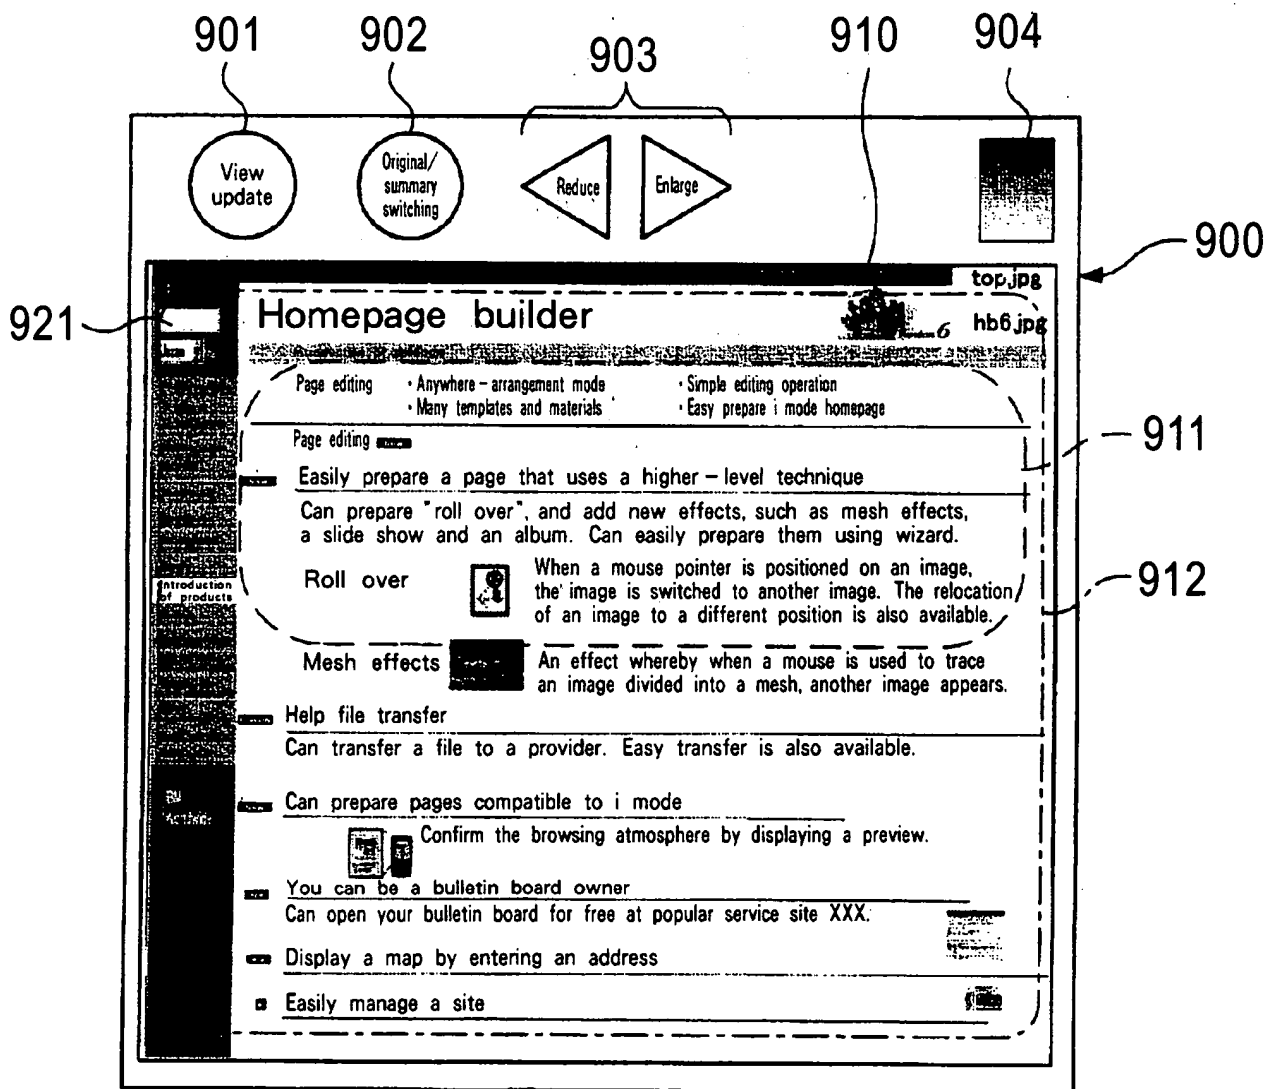 901
902
903
910
904
View
update
Original/
summary
switching
Reduce
Enlarge
900
top.jpg
921
Homepage builder
6
hb6 jpg
Page editing
・Anywhere – arrangement mode
・Simple editing operation
・Many templates and materials
・Easy prepare i mode homepage
Page editing
911
Easily prepare a page that uses a higher – level technique
Can prepare "roll over", and add new effects, such as mesh effects,
a slide show and an album. Can easily prepare them using wizard.
Roll over
When a mouse pointer is positioned on an image,
the image is switched to another image. The relocation
of an image to a different position is also available.
912
Introduction
of products
Mesh effects
An effect whereby when a mouse is used to trace
an image divided into a mesh, another image appears.
Help file transfer
Can transfer a file to a provider. Easy transfer is also available.
Can prepare pages compatible to i mode
Confirm the browsing atmosphere by displaying a preview.
You can be a bulletin board owner
Can open your bulletin board for free at popular service site XXX.
Display a map by entering an address
Easily manage a site